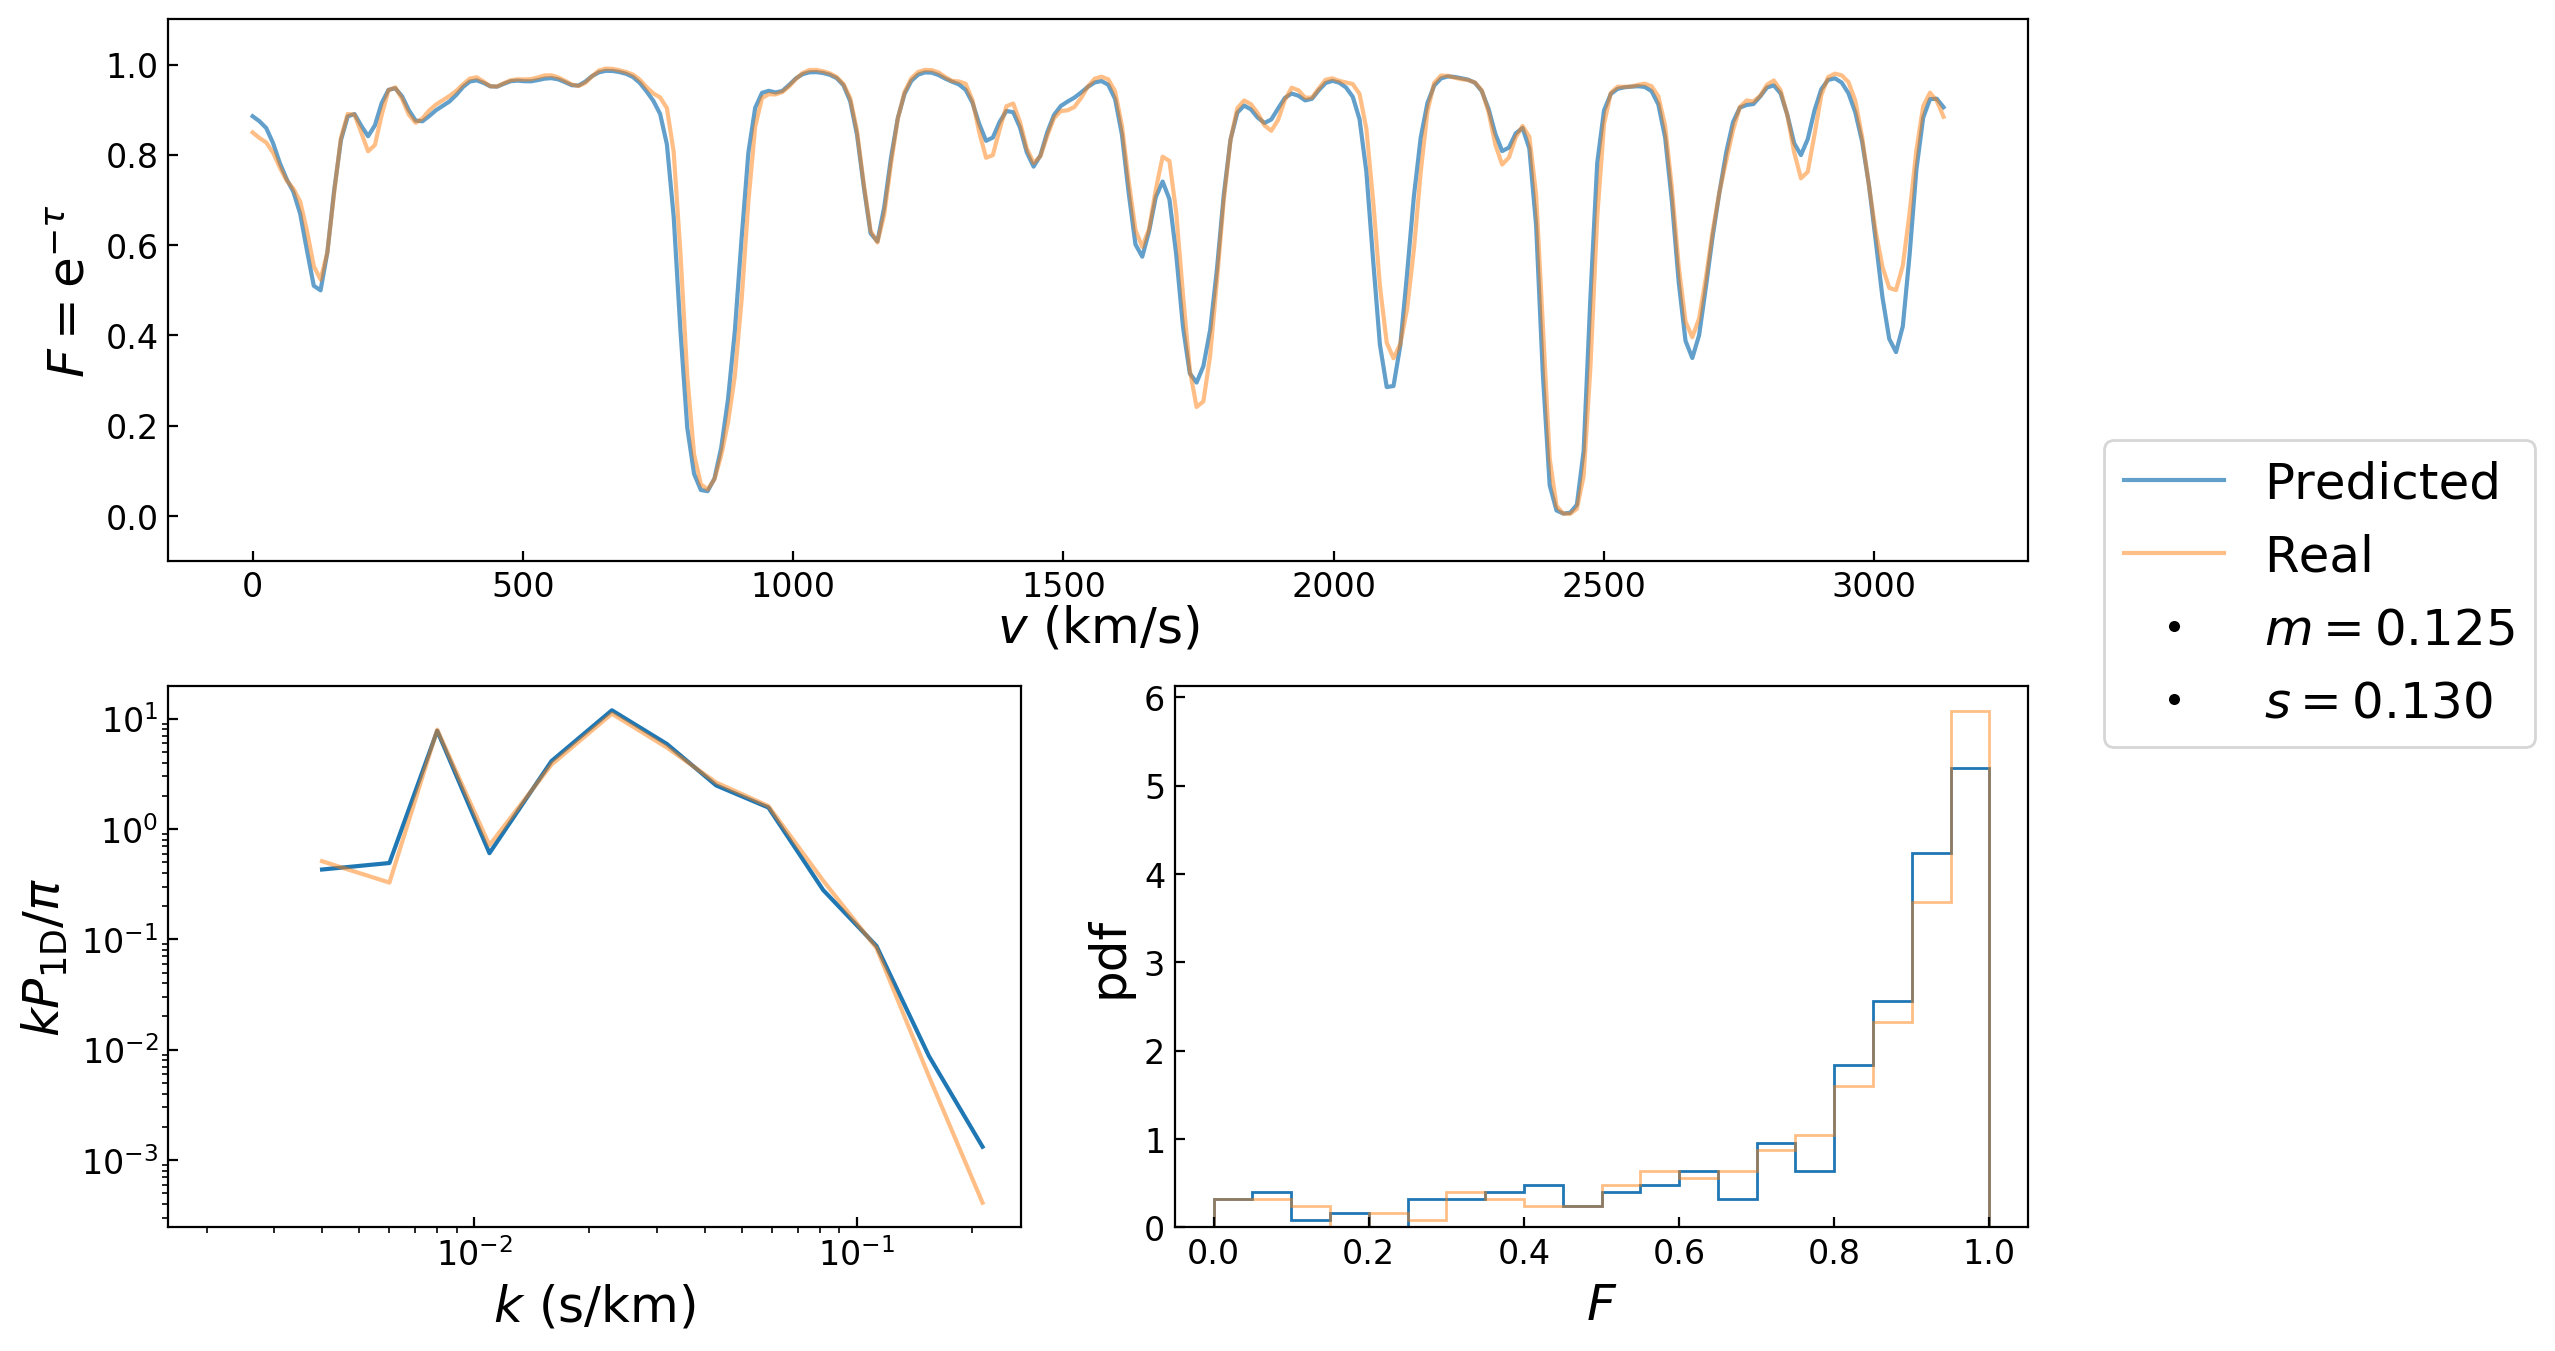 1.0
0.8
0.6
0.4
0.2
0.0
F = e^{-τ}
0 500 1000 1500 2000 2500 3000
v (km/s)
Predicted
Real
m = 0.125
s = 0.130
10^1
10^0
10^{-1}
10^{-2}
10^{-3}
kP_{1D}/π
10^{-2} 10^{-1}
k (s/km)
6
5
4
3
2
1
0
pdf
0.0 0.2 0.4 0.6 0.8 1.0
F